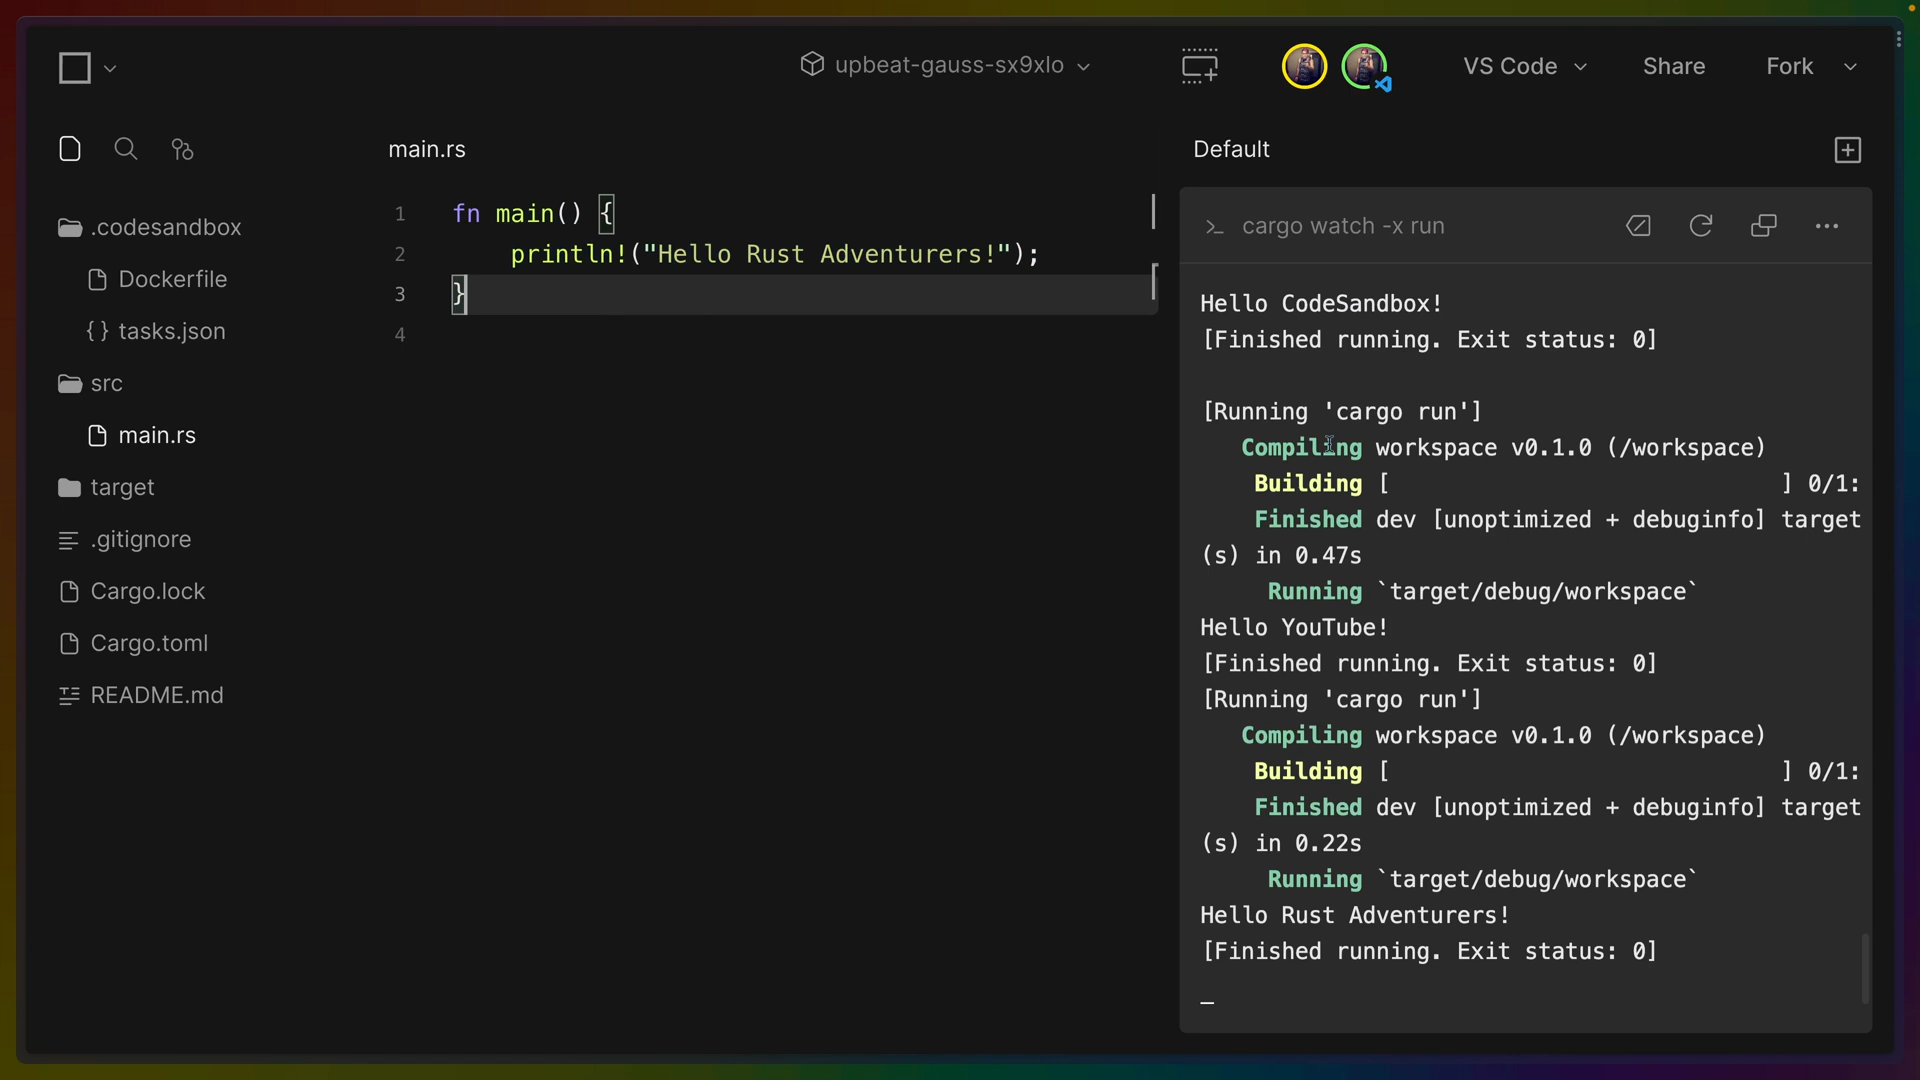 upbeat-gauss-sx9xlo
VS Code
Share
Fork
.codesandbox
Dockerfile
{ } tasks.json
src
main.rs
target
.gitignore
Cargo.lock
Cargo.toml
README.md
main.rs
1 fn main() {
2 println!("Hello Rust Adventurers!");
3 }
4
Default
>_ cargo watch -x run
Hello CodeSandbox!
[Finished running. Exit status: 0]
[Running 'cargo run']
Compiling workspace v0.1.0 (/workspace)
Building [ ] 0/1:
Finished dev [unoptimized + debuginfo] target
(s) in 0.47s
Running `target/debug/workspace`
Hello YouTube!
[Finished running. Exit status: 0]
[Running 'cargo run']
Compiling workspace v0.1.0 (/workspace)
Building [ ] 0/1:
Finished dev [unoptimized + debuginfo] target
(s) in 0.22s
Running `target/debug/workspace`
Hello Rust Adventurers!
[Finished running. Exit status: 0]